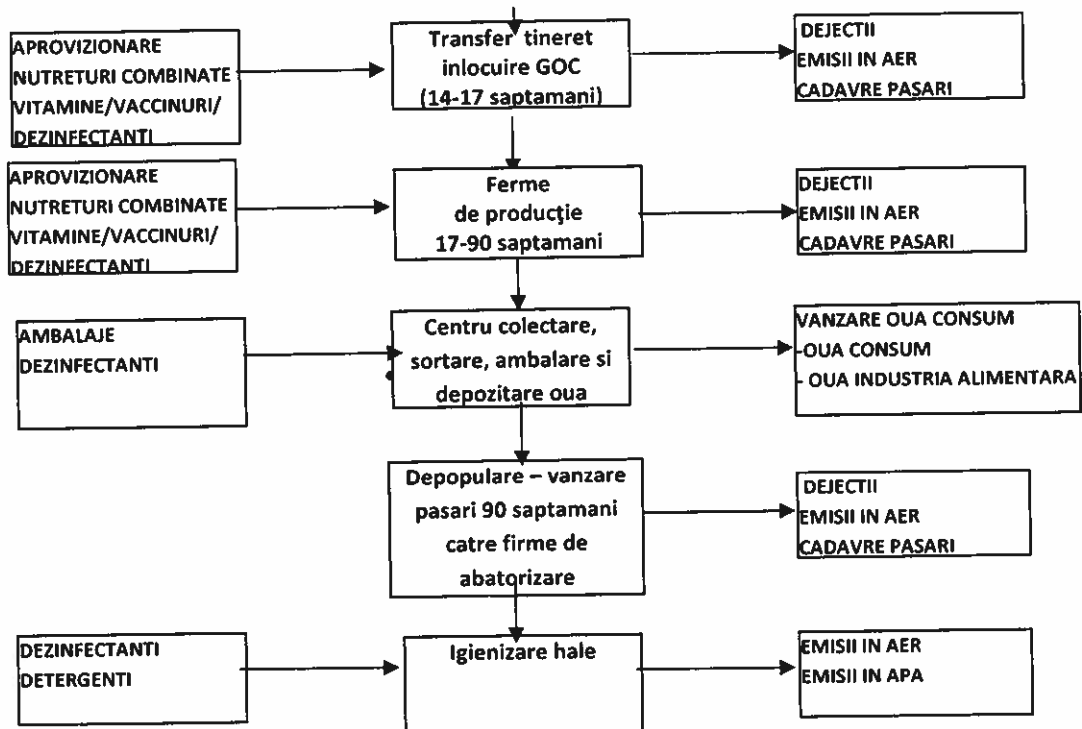 APROVIZIONARE
NUTRETURI COMBINATE
VITAMINE/VACCINURI/
DEZINFECTANTI
Transfer tineret
inlocuire GOC
(14-17 saptamani)
DEJECTII
EMISII IN AER
CADAVRE PASARI
APROVIZIONARE
NUTRETURI COMBINATE
VITAMINE/VACCINURI/
DEZINFECTANTI
Ferme
de producţie
17-90 saptamani
DEJECTII
EMISII IN AER
CADAVRE PASARI
AMBALAJE
DEZINFECTANTI
Centru colectare,
sortare, ambalare si
depozitare oua
VANZARE OUA CONSUM
-OUA CONSUM
- OUA INDUSTRIA ALIMENTARA
Depopulare – vanzare
pasari 90 saptamani
catre firme de
abatorizare
DEJECTII
EMISII IN AER
CADAVRE PASARI
DEZINFECTANTI
DETERGENTI
Igienizare hale
EMISII IN AER
EMISII IN APA